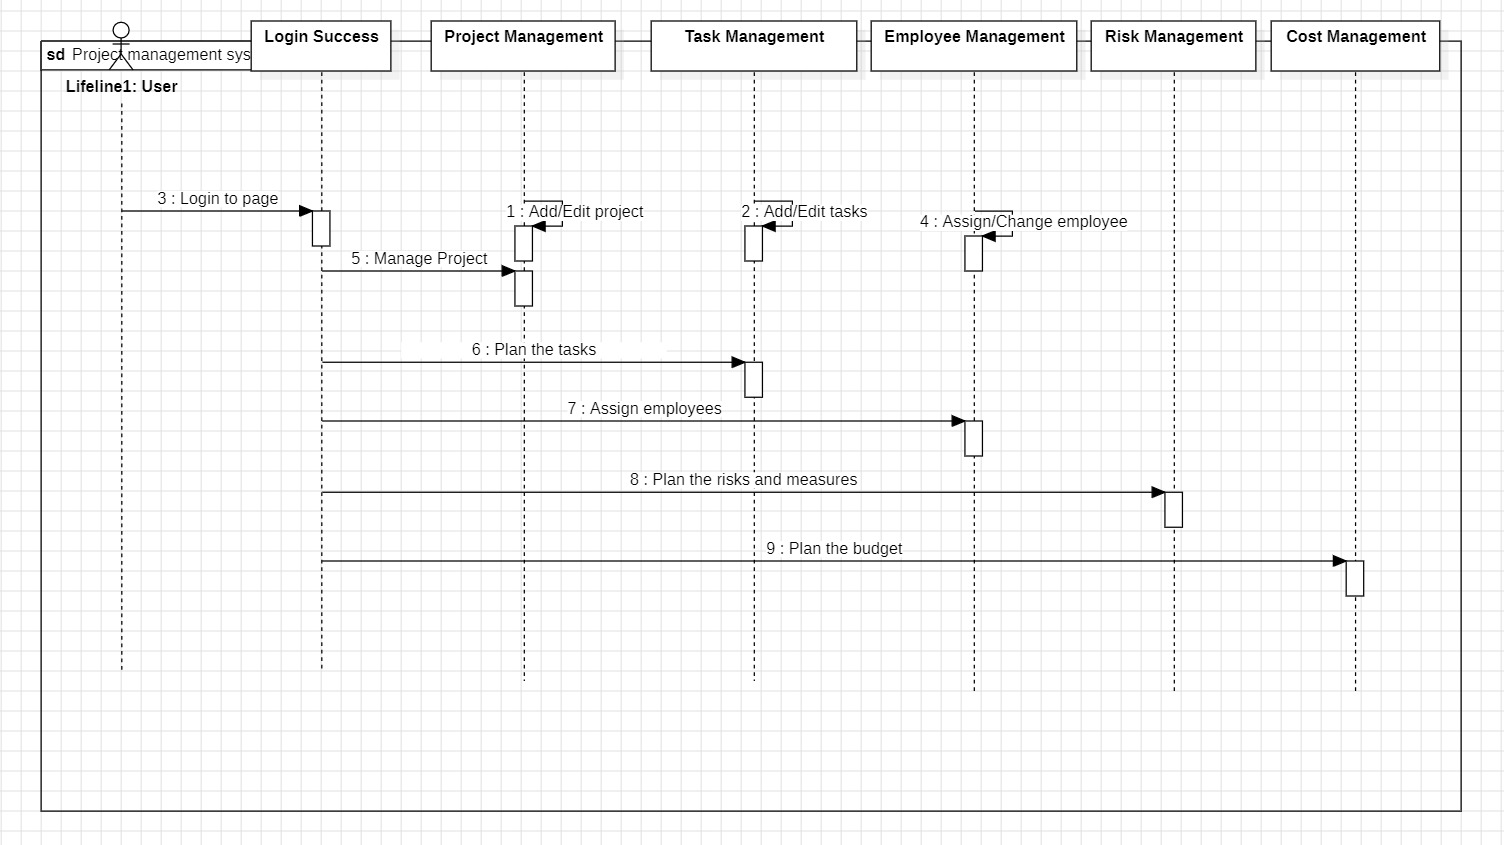 Login Success
Project Management
Task Management
Employee Management
Risk Management
Cost Management
sd Project management sys
Lifeline1: User
3 : Login to page
1 : Add/Edit project
2 : Add/Edit tasks
4 : Assign/Change employee
5 : Manage Project
6 : Plan the tasks
7 : Assign employees
8 : Plan the risks and measures
9 : Plan the budget